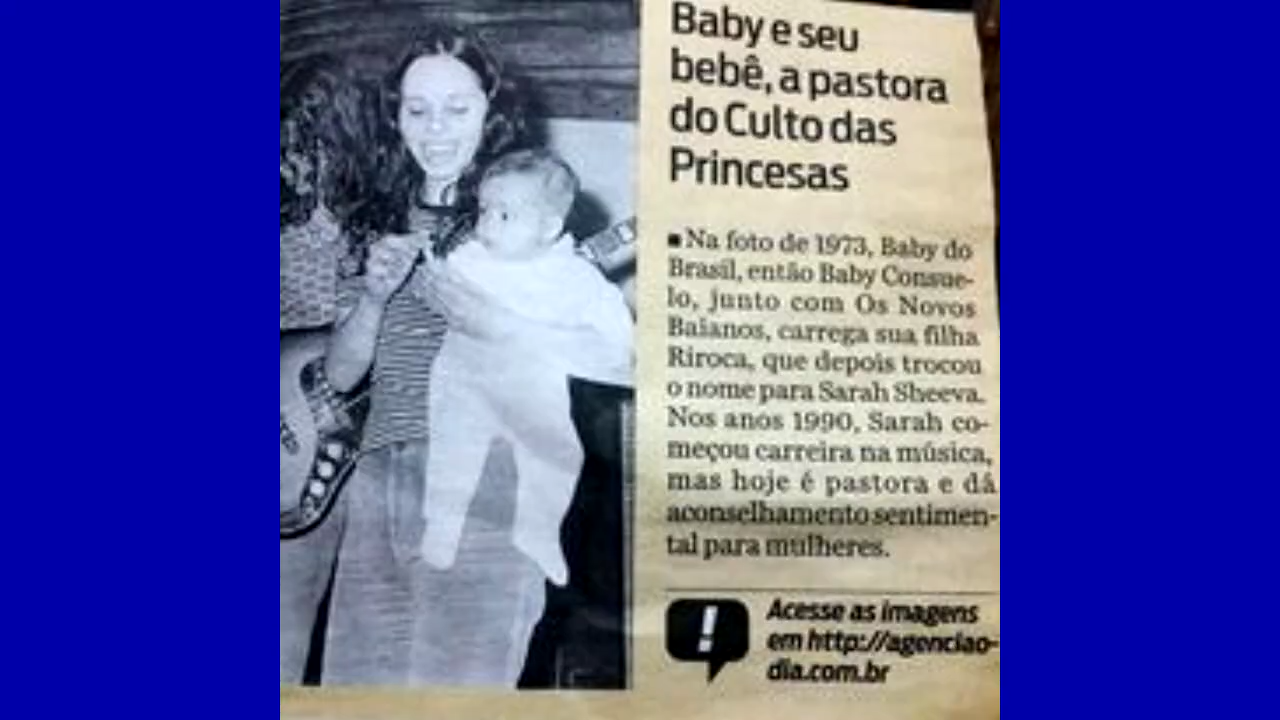 Baby e seu
bebê, a pastora
do Culto das
Princesas
Na foto de 1973, Baby do
Brasil, então Baby Consue-
lo, junto com Os Novos
Baianos, carrega sua filha
Riroca, que depois trocou
o nome para Sarah Sheeva.
Nos anos 1990, Sarah co-
meçou carreira na música,
mas hoje é pastora e dá
aconselhamento sentimen-
tal para mulheres.
!
Acesse as imagens
em http://agenciao-
dia.com.br